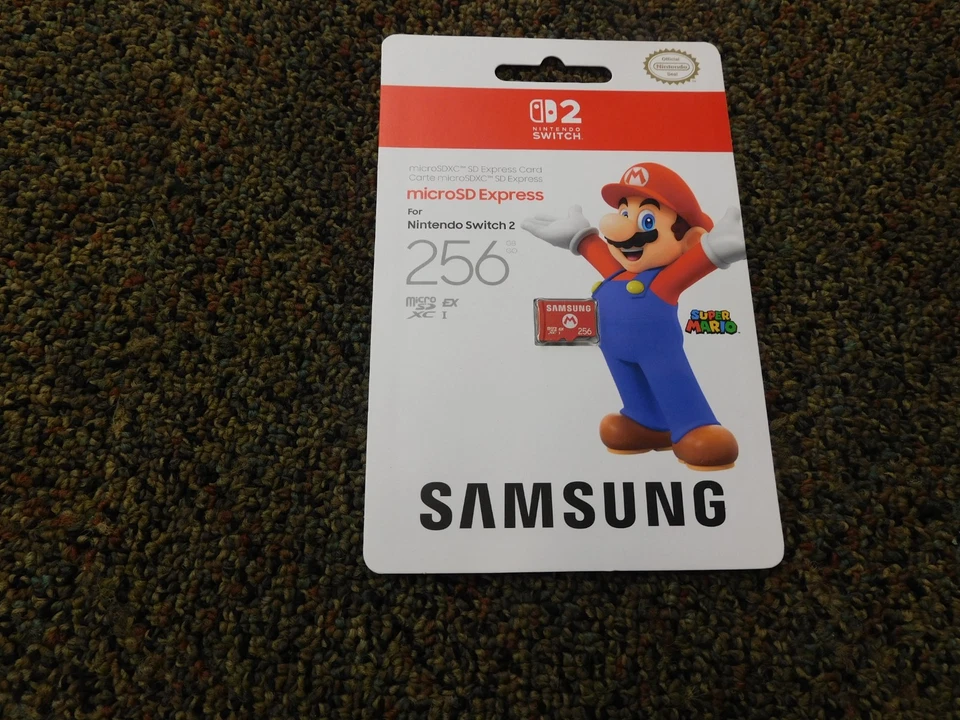 Official
Nintendo
Seal
2
NINTENDO
SWITCH
microSDXC™ SD Express Card
Carte microSDXC™ SD Express
microSD Express
For
Nintendo Switch 2
256 GB
GO
micro SD XC EX I
M
SAMSUNG
M
256
SUPER
MARIO™
SAMSUNG